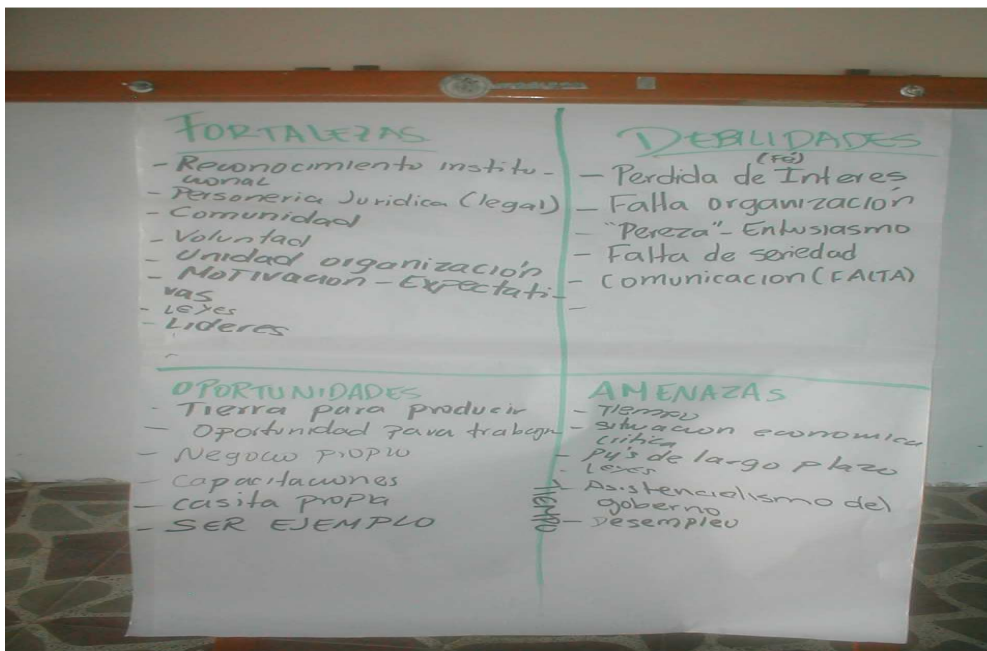 FORTALEZAS
- Reconocimiento institu-
cional
- Personeria Juridica (legal)
- Comunidad
- Voluntad
- Unidad organización
- MOTIVACION - Expectati-
vas
- LEYES
- Lideres
-
DEBILIDADES
(Fé)
- Perdida de Interes
- Falta organización
- "Pereza" - Entusiasmo
- Falta de seriedad
- Comunicacion (FALTA)
-
OPORTUNIDADES
- Tierra para producir
- Oportunidad para trabajar
- Negocio Propio
- Capacitaciones
- casita propia
- SER EJEMPLO
AMENAZAS
- TIEMPO
- situacion economica
critica
- Py's de largo plazo
- Leyes
- Asistencialismo del
gobierno
- Desempleo
TIEMPO